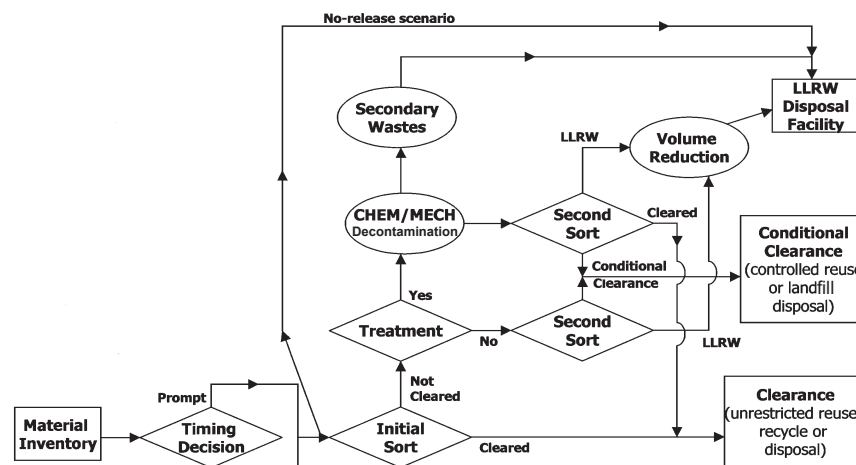 No-release scenario
LLRW
Disposal
Facility
Secondary
Wastes
LLRW
Volume
Reduction
CHEM/MECH
Decontamination
Second
Sort
Cleared
Conditional
Clearance
(controlled reuse
or landfill
disposal)
Conditional
Clearance
Yes
Treatment
No
Second
Sort
LLRW
Not
Cleared
Prompt
Material
Inventory
Timing
Decision
Initial
Sort
Cleared
Clearance
(unrestricted reuse,
recycle or
disposal)